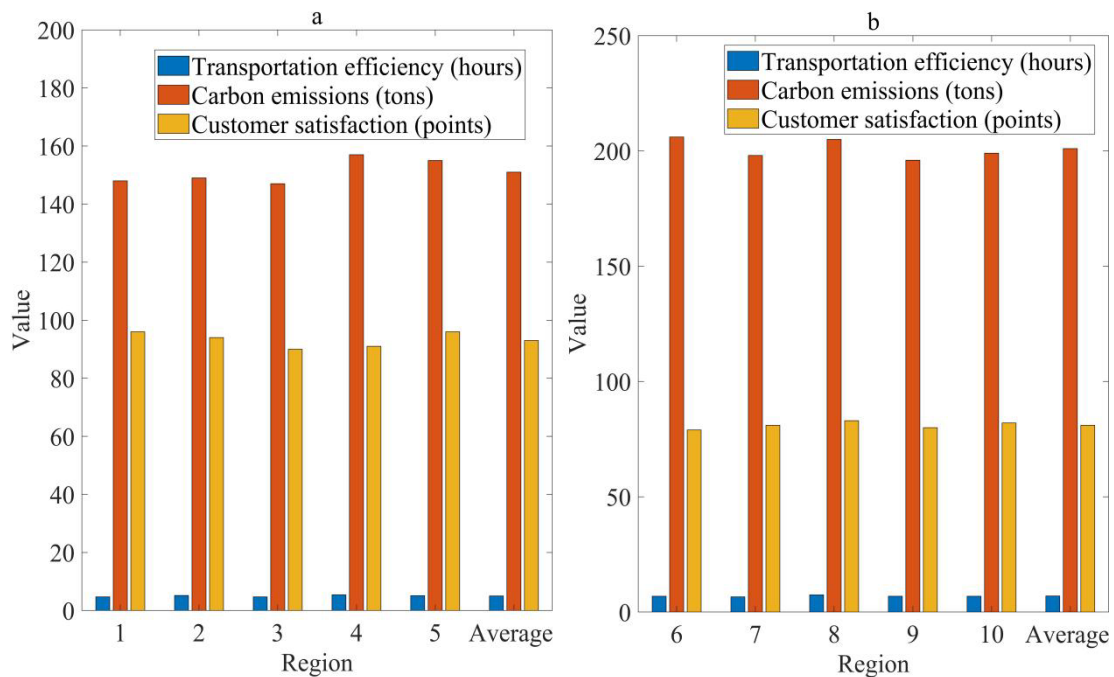 a
200
180
160
140
120
100
80
60
40
20
0
Value
Transportation efficiency (hours)
Carbon emissions (tons)
Customer satisfaction (points)
1 2 3 4 5 Average
Region
b
250
200
150
100
50
0
Value
Transportation efficiency (hours)
Carbon emissions (tons)
Customer satisfaction (points)
6 7 8 9 10 Average
Region